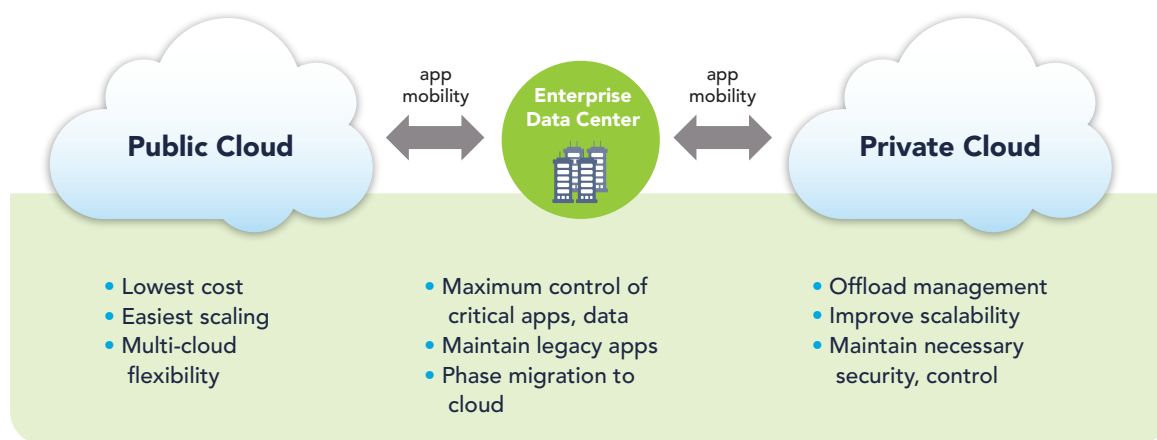 app
mobility
app
mobility
Enterprise
Data Center
Public Cloud
Private Cloud
• Lowest cost
• Easiest scaling
• Multi-cloud
flexibility
• Maximum control of
critical apps, data
• Maintain legacy apps
• Phase migration to
cloud
• Offload management
• Improve scalability
• Maintain necessary
security, control